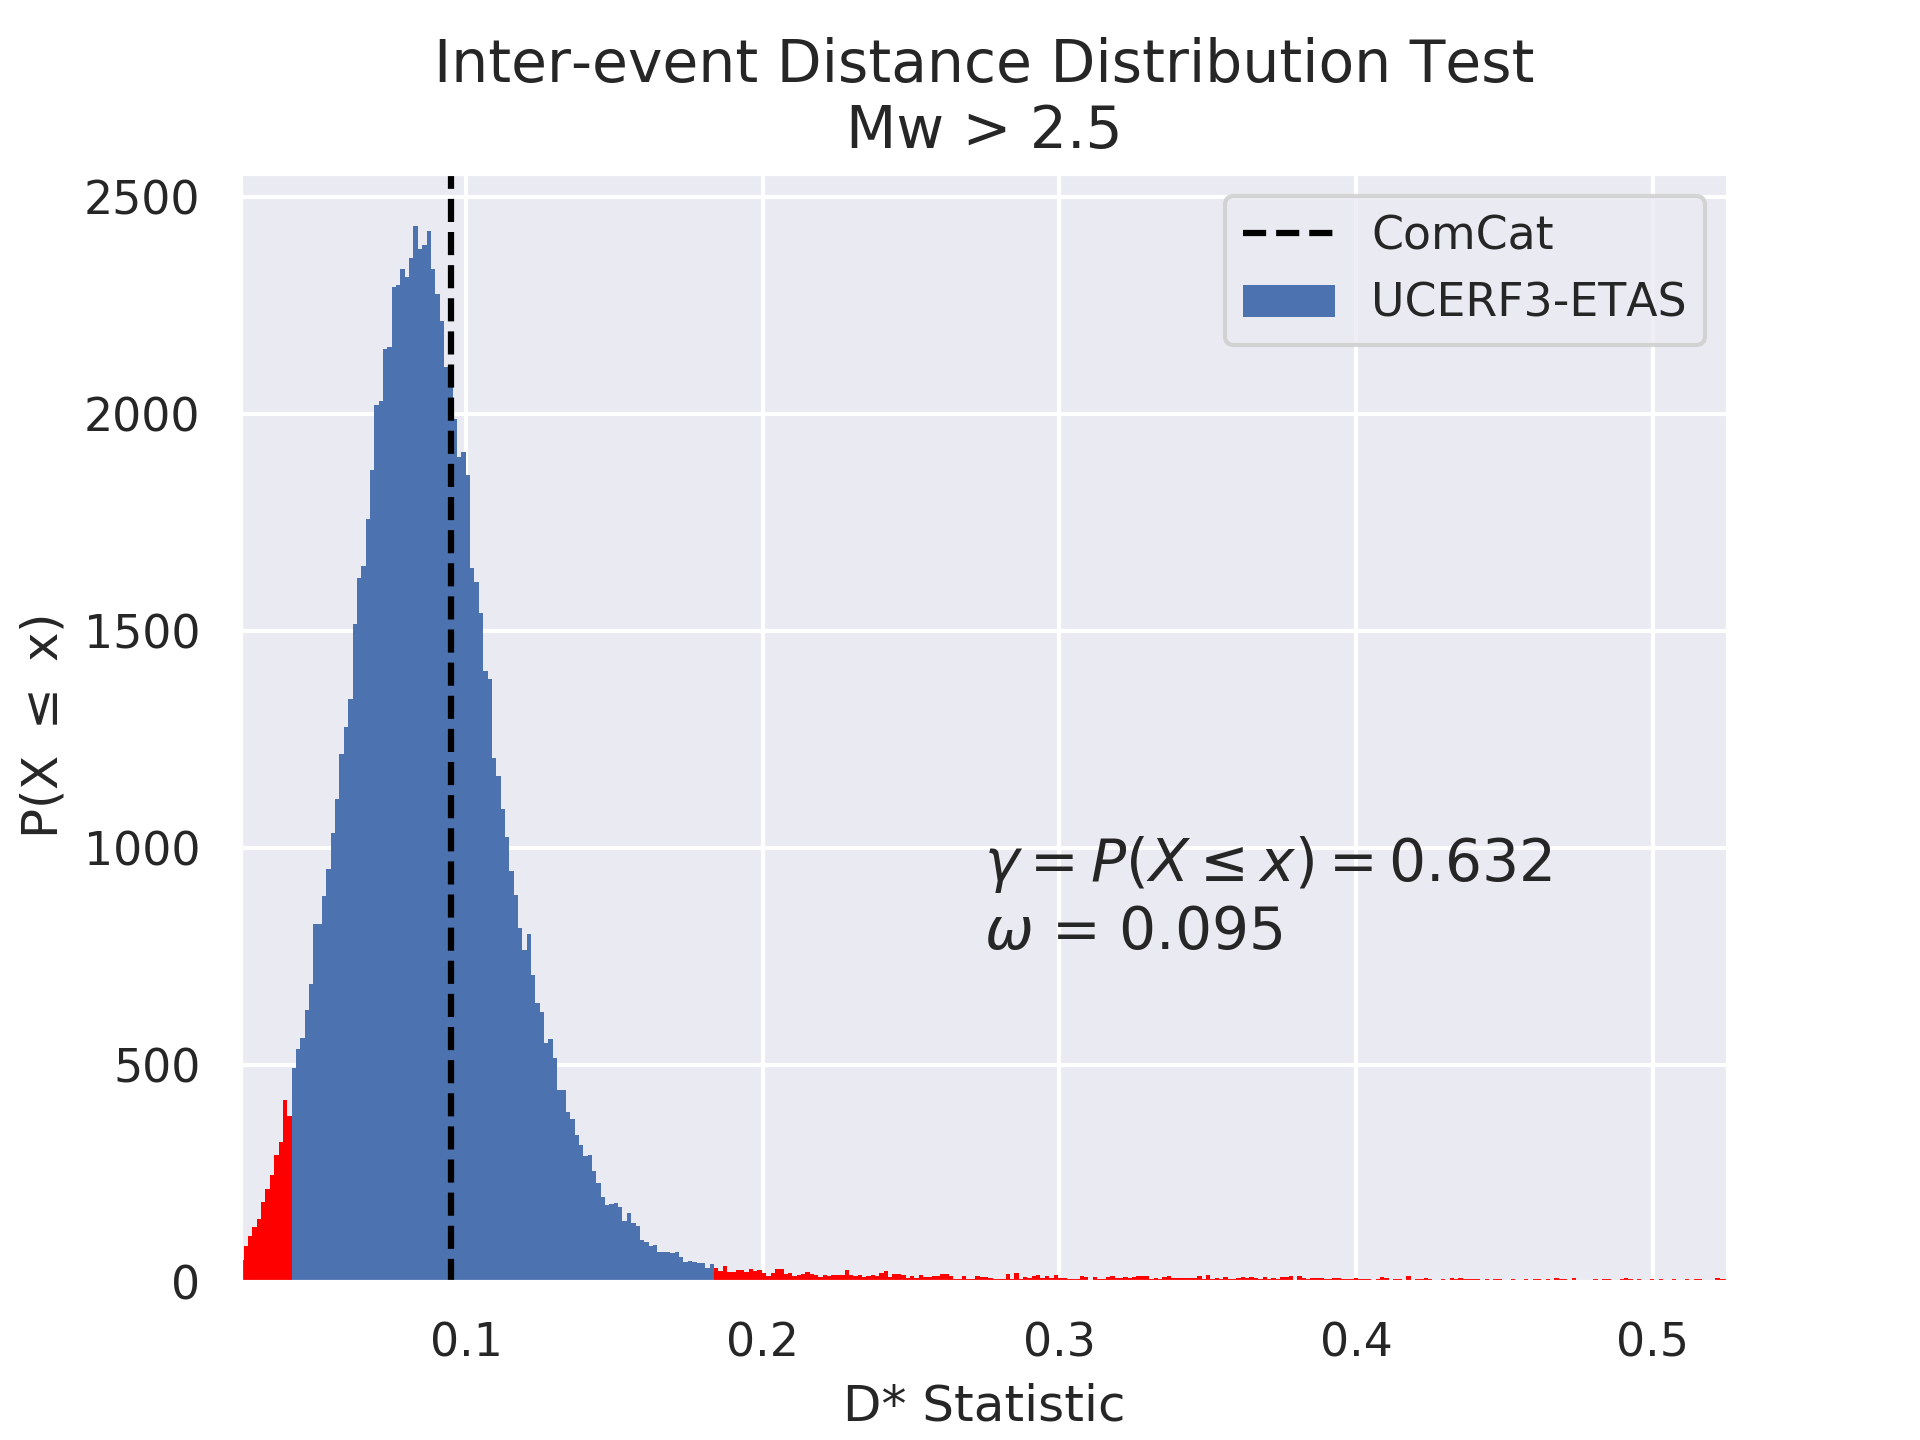 Inter-event Distance Distribution Test
Mw > 2.5
ComCat
UCERF3-ETAS
P(X ≤ x)
2500
2000
1500
1000
500
0
γ = P(X ≤ x) = 0.632
ω = 0.095
0.1 0.2 0.3 0.4 0.5
D* Statistic